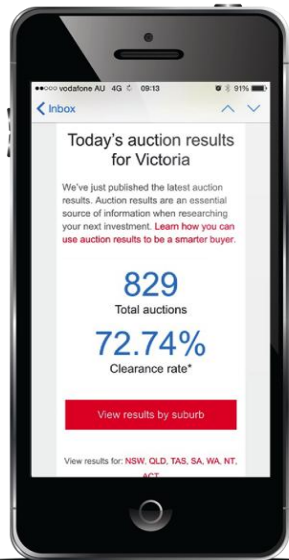 vodafone AU 4G 09:13 91%
Inbox
Today's auction results
for Victoria
We've just published the latest auction
results. Auction results are an essential
source of information when researching
your next investment. Learn how you can
use auction results to be a smarter buyer.
829
Total auctions
72.74%
Clearance rate*
View results by suburb
View results for: NSW, QLD, TAS, SA, WA, NT,
ACT